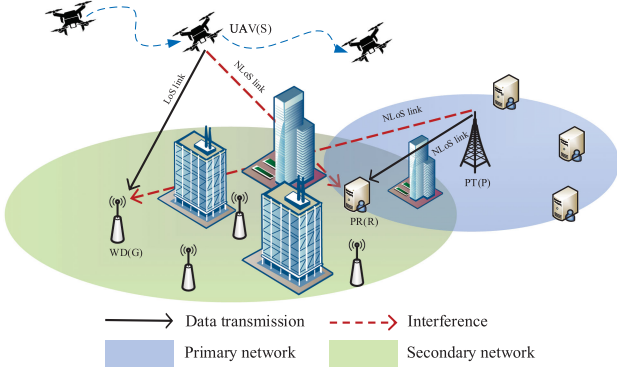 UAV(S)
LoS link
NLoS link
NLoS link
NLoS link
PT(P)
PR(R)
WD(G)
Data transmission
Interference
Primary network
Secondary network